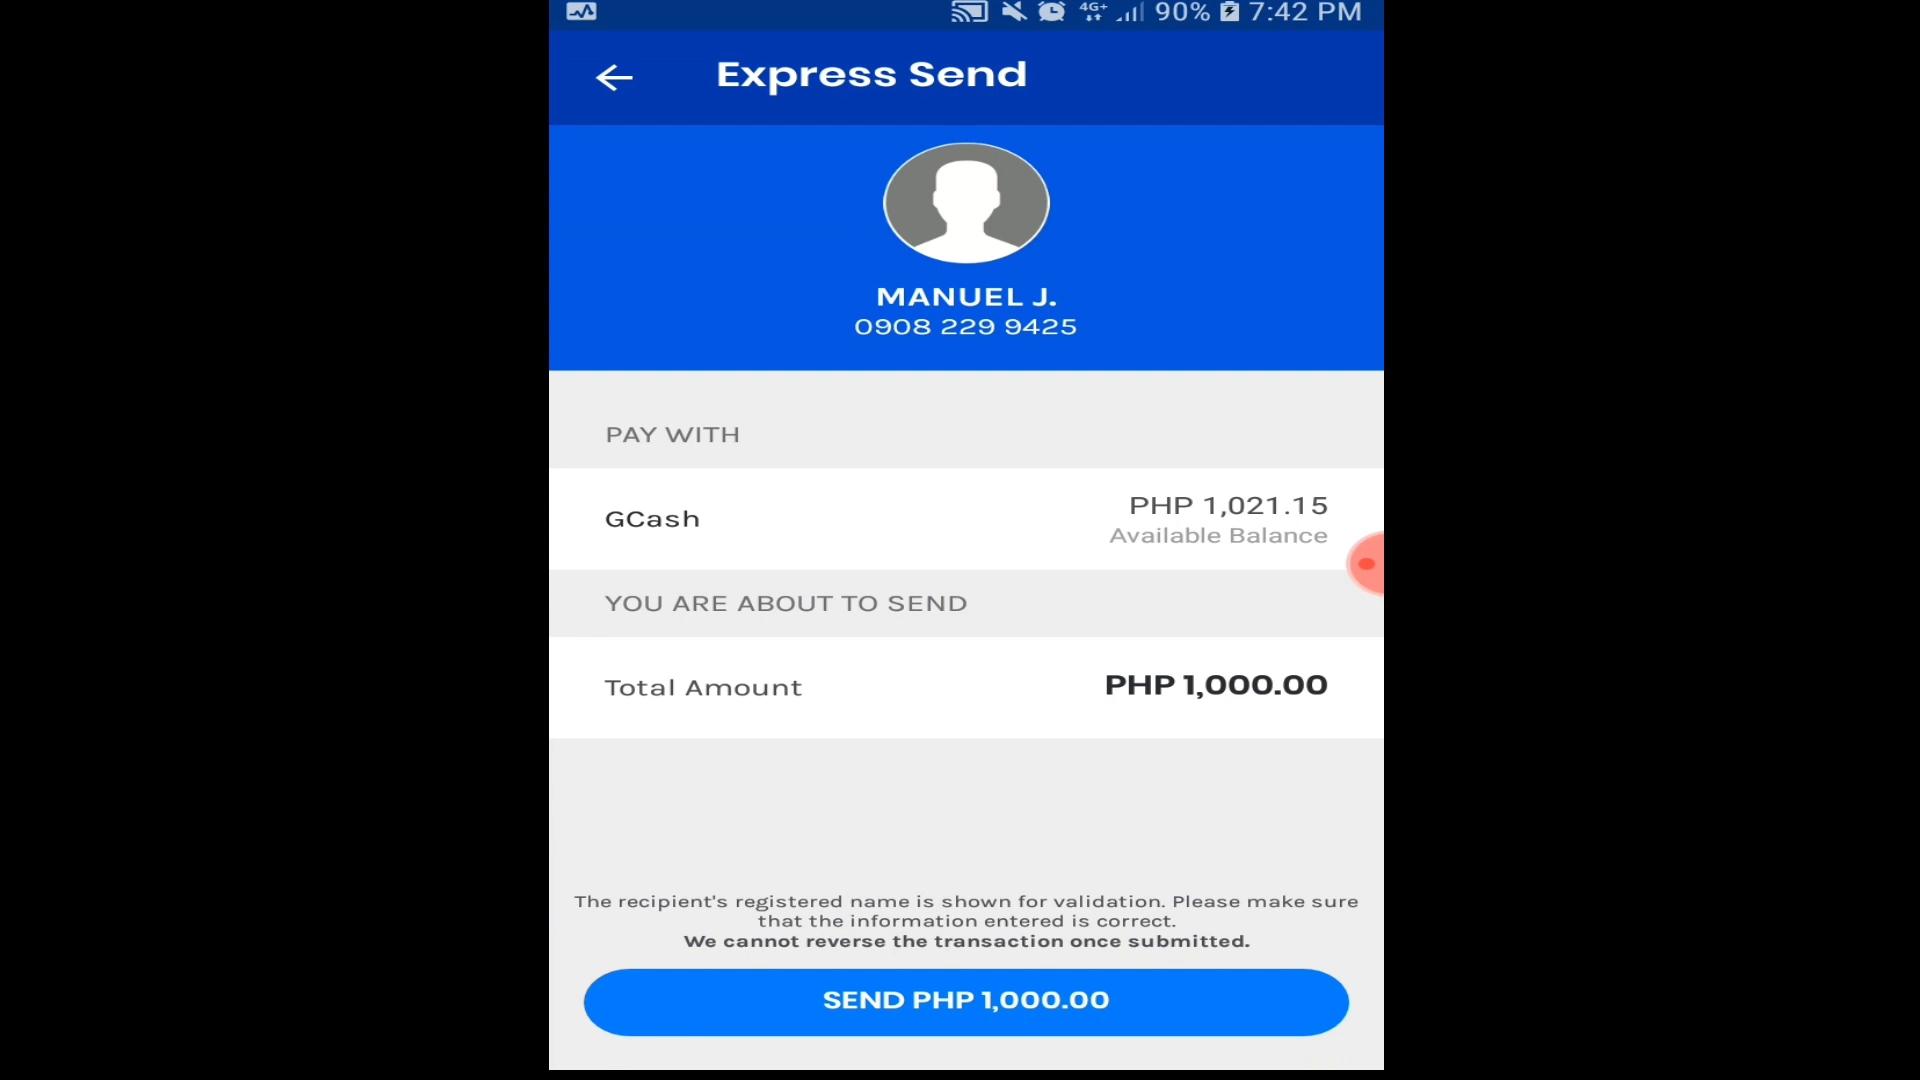 4G+ 90% 7:42 PM
Express Send
MANUEL J.
0908 229 9425
PAY WITH
GCash
PHP 1,021.15
Available Balance
YOU ARE ABOUT TO SEND
Total Amount
PHP 1,000.00
The recipient's registered name is shown for validation. Please make sure
that the information entered is correct.
We cannot reverse the transaction once submitted.
SEND PHP 1,000.00